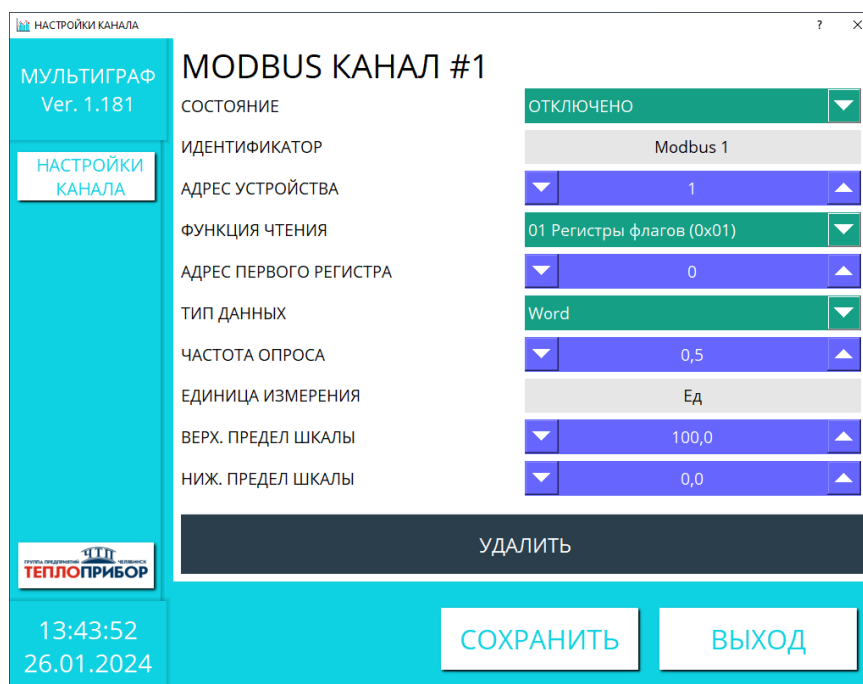 НАСТРОЙКИ КАНАЛА
?
×
МУЛЬТИГРАФ
Ver. 1.181
НАСТРОЙКИ
КАНАЛА
MODBUS КАНАЛ #1
СОСТОЯНИЕ
ОТКЛЮЧЕНО
ИДЕНТИФИКАТОР
Modbus 1
АДРЕС УСТРОЙСТВА
1
ФУНКЦИЯ ЧТЕНИЯ
01 Регистры флагов (0x01)
АДРЕС ПЕРВОГО РЕГИСТРА
0
ТИП ДАННЫХ
Word
ЧАСТОТА ОПРОСА
0,5
ЕДИНИЦА ИЗМЕРЕНИЯ
Ед
ВЕРХ. ПРЕДЕЛ ШКАЛЫ
100,0
НИЖ. ПРЕДЕЛ ШКАЛЫ
0,0
УДАЛИТЬ
ЧТП
ГРУППА ПРЕДПРИЯТИЙ ЧЕЛЯБИНСК
ТЕПЛОПРИБОР
13:43:52
26.01.2024
СОХРАНИТЬ
ВЫХОД